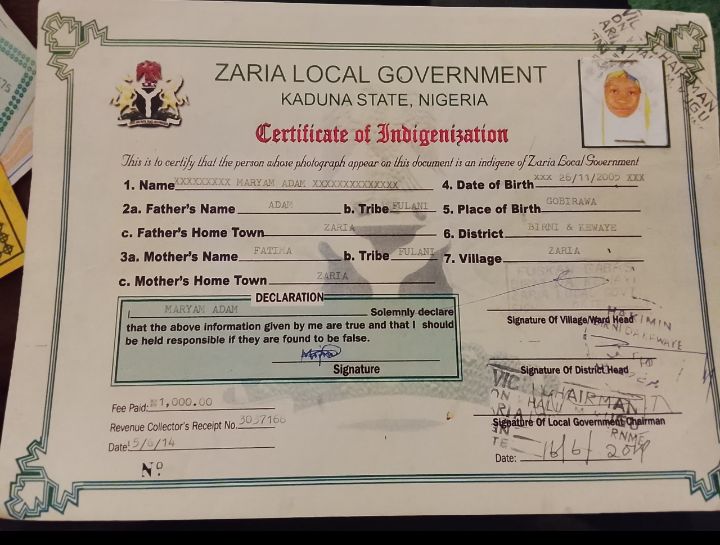 ZARIA LOCAL GOVERNMENT
KADUNA STATE, NIGERIA
Certificate of Indigenization
This is to certify that the person whose photograph appear on this document is an indigene of Zaria Local Government
1. Name XXXXXXXXX MARYAM ADAM XXXXXXXXXXXXXX 4. Date of Birth XXX 26/11/2005 XXX
2a. Father's Name ADAM b. Tribe FULANI 5. Place of Birth GOBIRAWA
c. Father's Home Town ZARIA 6. District BIRNI & KEWAYE
3a. Mother's Name FATIMA b. Tribe FULANI 7. Village ZARIA
c. Mother's Home Town ZARIA
DECLARATION
I MARYAM ADAM Solemnly declare
that the above information given by me are true and that I should
be held responsible if they are found to be false.
Signature
Signature Of Village/Ward Head
HAKIMIN
Signature Of District Head
CHAIRMAN
Signature Of Local Government Chairman
Date: 16/6/
Fee Paid: ₦1,000.00
Revenue Collector's Receipt No. 3037166
Date
Nº
CHAIRMAN